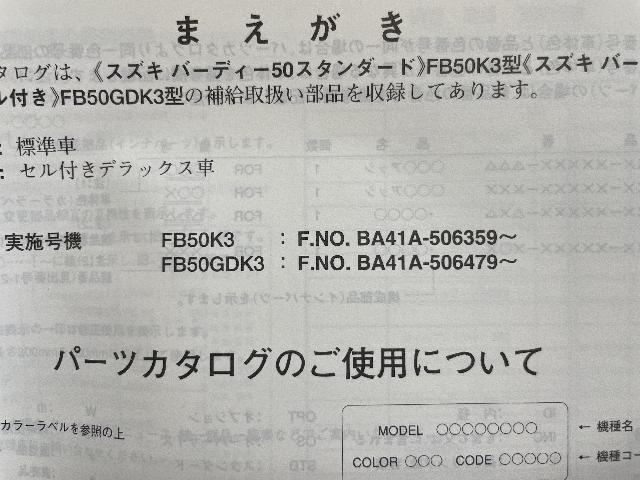 まえがき
タログは、《スズキ バーディー50スタンダード》FB50K3型《スズキ バー
ル付き》FB50GDK3型の補給取扱い部品を収録してあります。
: 標準車
: セル付きデラックス車
実施号機 FB50K3 : F.NO. BA41A-506359～
FB50GDK3 : F.NO. BA41A-506479～
パーツカタログのご使用について
カラーラベルを参照の上
MODEL ○○○○○○○○ ← 機種名
COLOR ○○○ CODE ○○○○○ ← 機種コー